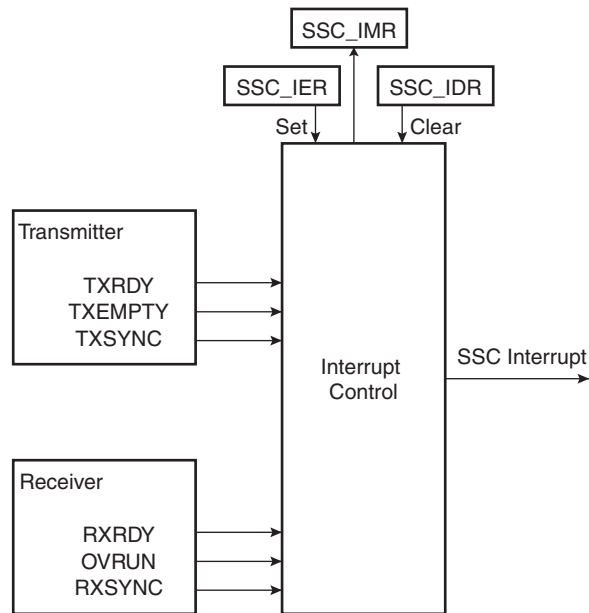 SSC_IMR
SSC_IER
SSC_IDR
Set
Clear
Transmitter
TXRDY
TXEMPTY
TXSYNC
Interrupt
Control
SSC Interrupt
Receiver
RXRDY
OVRUN
RXSYNC